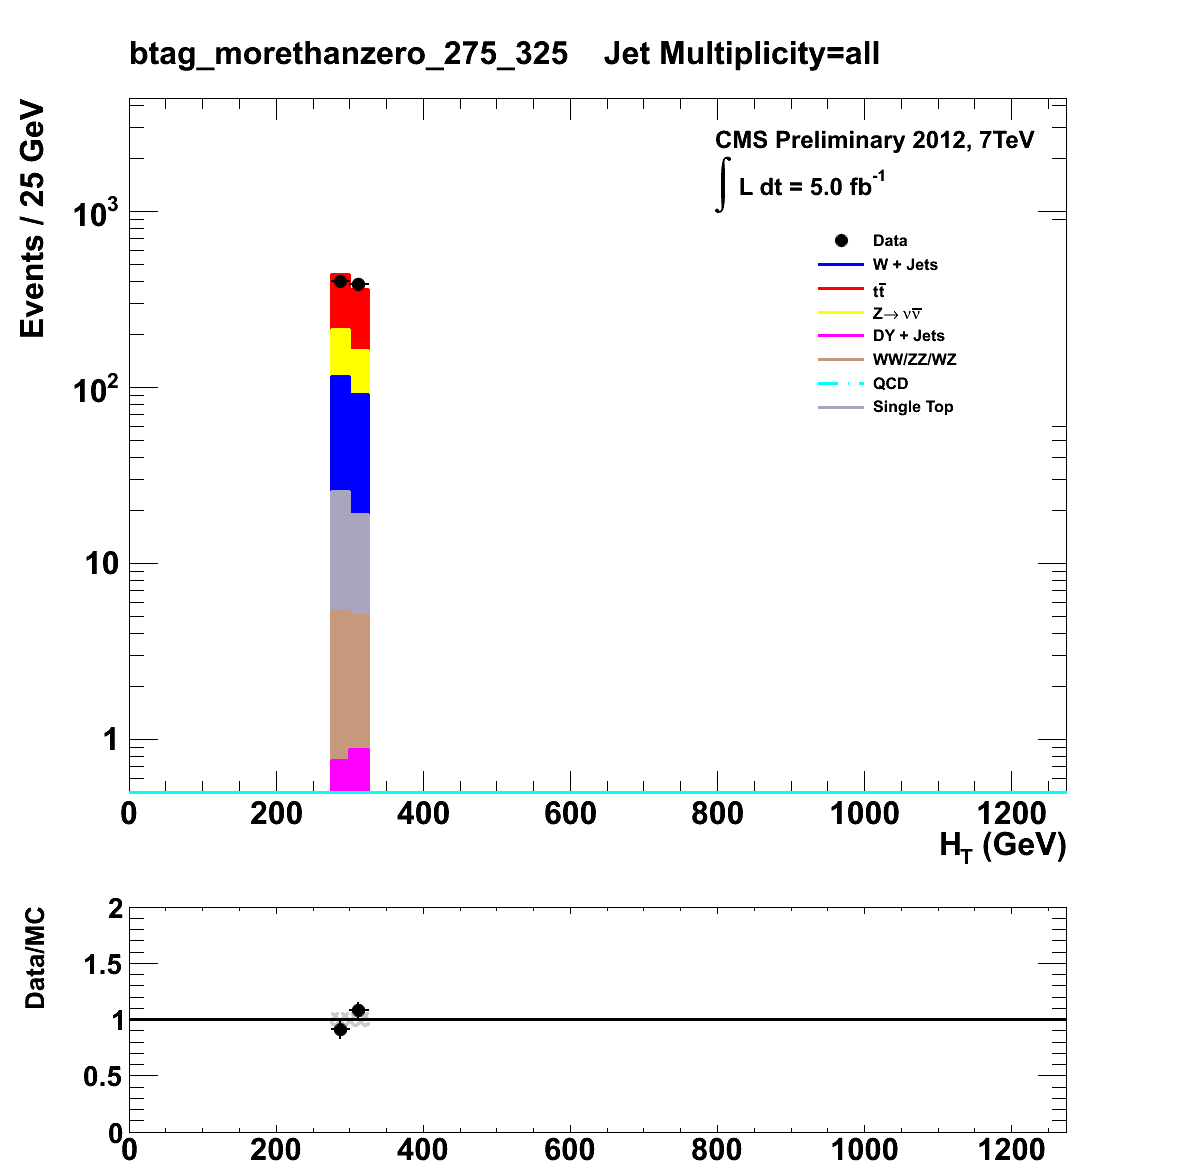 btag_morethanzero_275_325 Jet Multiplicity=all
Events / 25 GeV
CMS Preliminary 2012, 7TeV
∫ L dt = 5.0 fb⁻¹
Data
W + Jets
tt̅
Z→ νν̅
DY + Jets
WW/ZZ/WZ
QCD
Single Top
10³
10²
10
1
0 200 400 600 800 1000 1200
H_T (GeV)
Data/MC
2
1.5
1
0.5
0
0 200 400 600 800 1000 1200